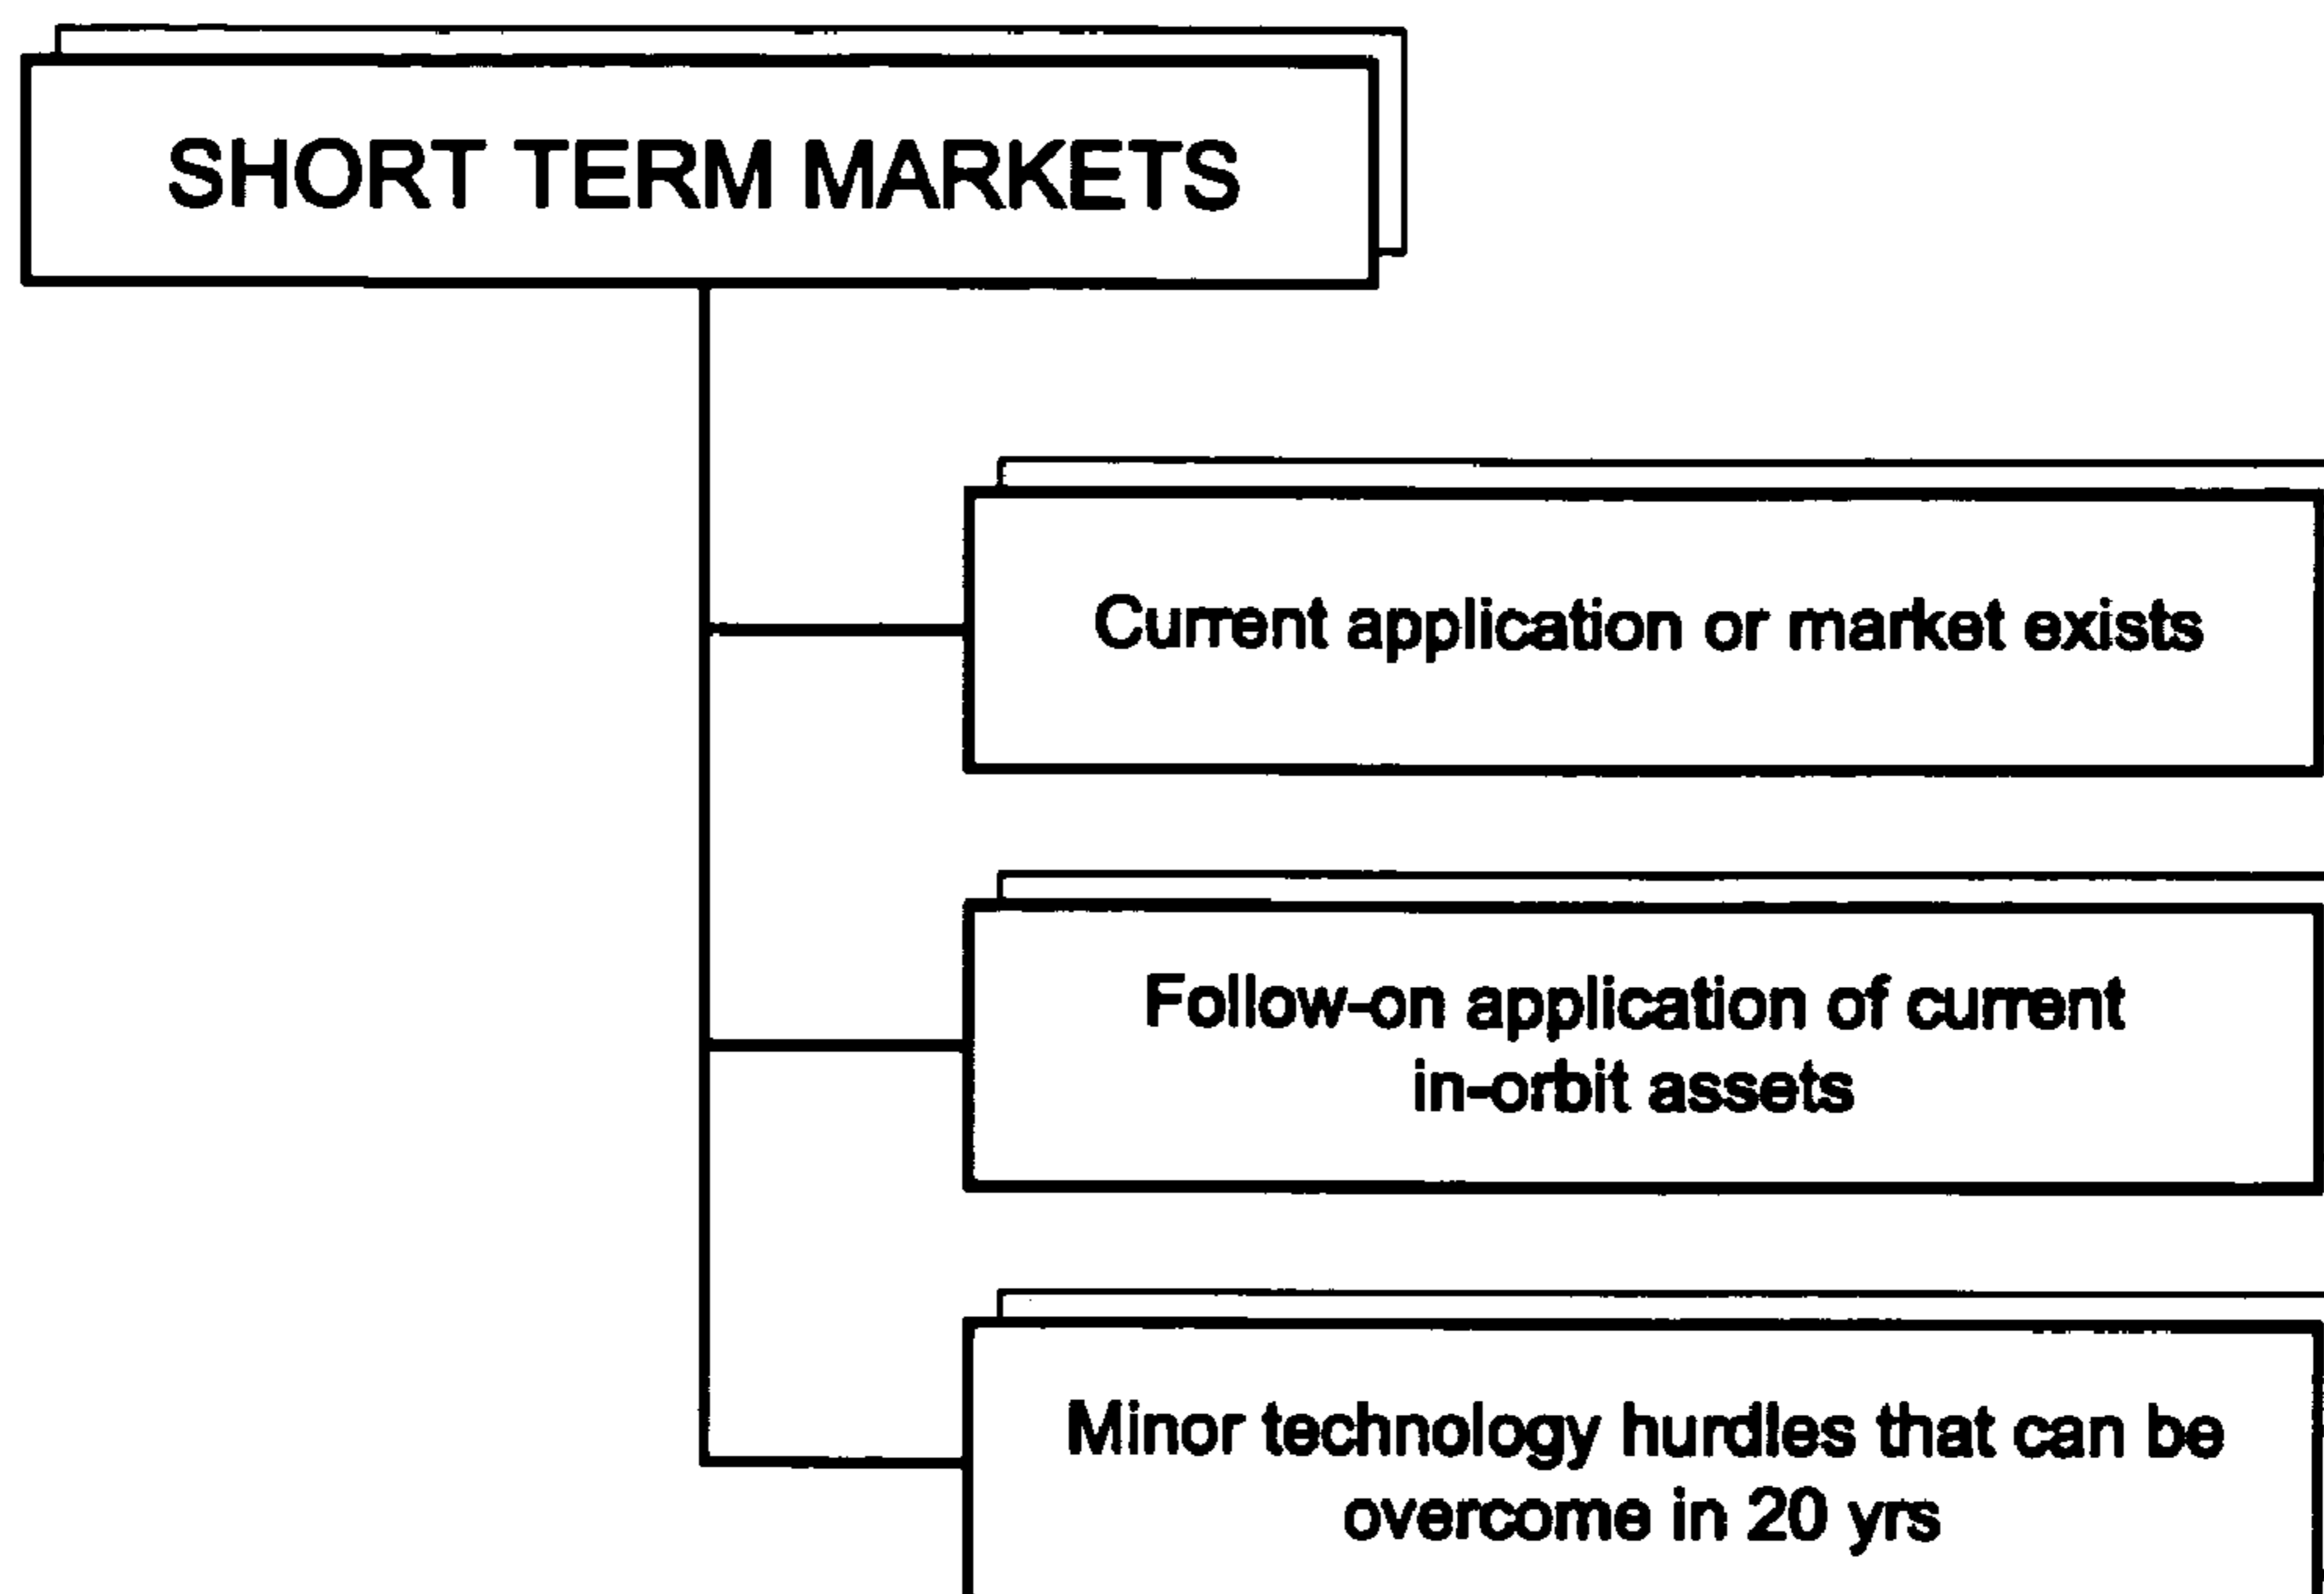 SHORT TERM MARKETS
Current application or market exists
Follow-on application of current
in-orbit assets
Minor technology hurdles that can be
overcome in 20 yrs